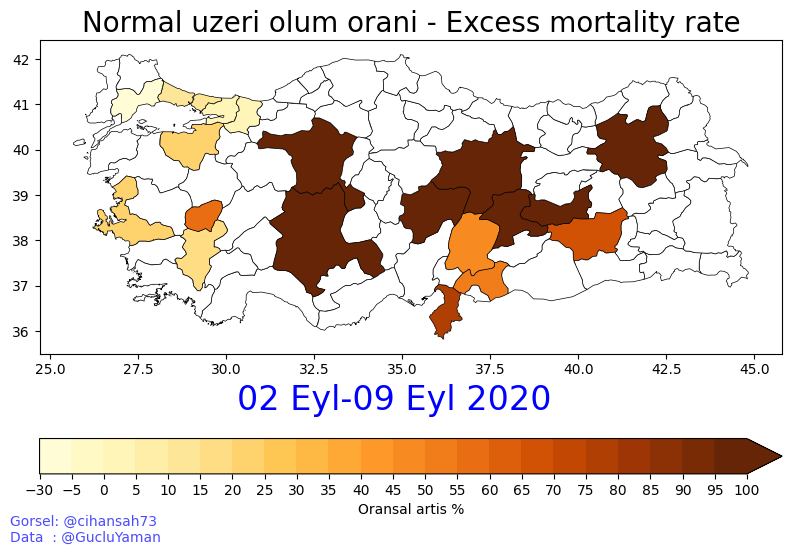 Normal uzeri olum orani - Excess mortality rate
42
41
40
39
38
37
36
25.0 27.5 30.0 32.5 35.0 37.5 40.0 42.5 45.0
02 Eyl-09 Eyl 2020
−30 −5 0 5 10 15 20 25 30 35 40 45 50 55 60 65 70 75 80 85 90 95 100
Oransal artis %
Gorsel: @cihansah73
Data : @GucluYaman